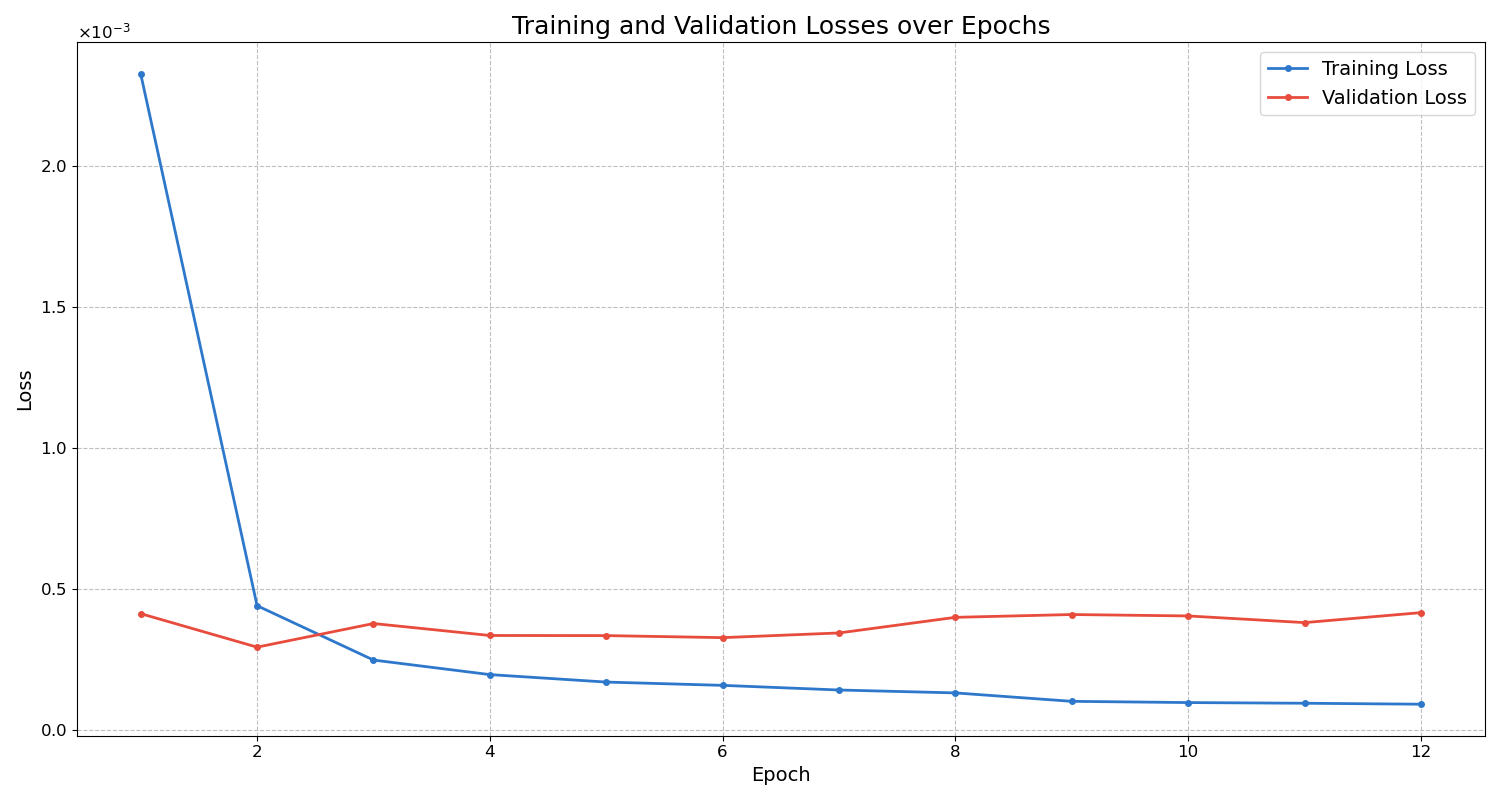 Training and Validation Losses over Epochs
×10⁻³
Training Loss
Validation Loss
2.0
1.5
1.0
0.5
0.0
Loss
2 4 6 8 10 12
Epoch